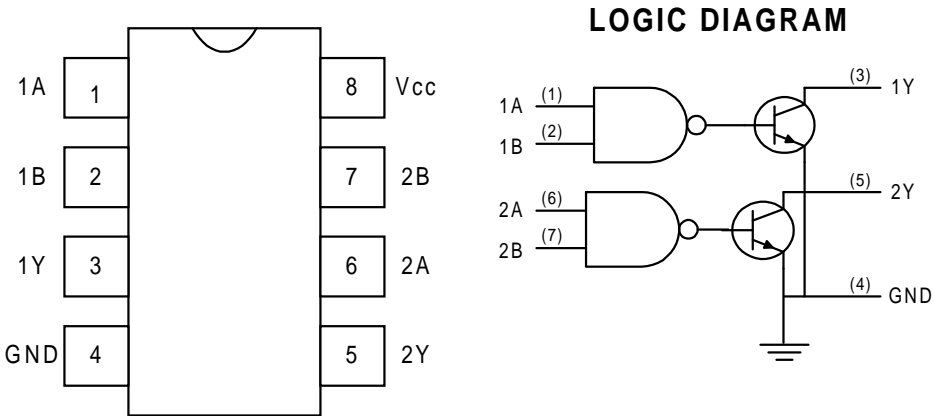 LOGIC DIAGRAM
1A 1 8 Vcc
1B 2 7 2B
1Y 3 6 2A
GND 4 5 2Y
1A (1) (3) 1Y
1B (2)
2A (6) (5) 2Y
2B (7)
(4) GND